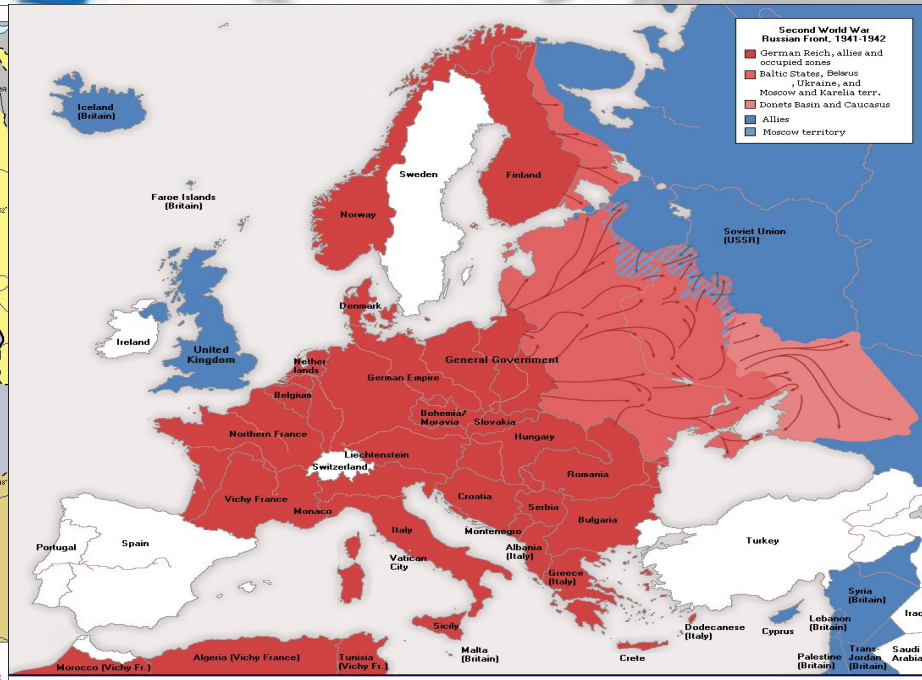 Second World War
Russian Front, 1941-1942
German Reich, allies and
occupied zones
Baltic States, Belarus
, Ukraine, and
Moscow and Karelia terr.
Donets Basin and Caucasus
Allies
Moscow territory
Iceland
(Britain)
Faroe Islands
(Britain)
Sweden
Finland
Norway
Soviet Union
(USSR)
Denmark
Ireland
United
Kingdom
Nether-
lands
General Government
German Empire
Belgium
Bohemia/
Moravia
Slovakia
Northern France
Hungary
Liechtenstein
Switzerland
Romania
Vichy France
Croatia
Serbia
Monaco
Bulgaria
Italy
Montenegro
Portugal
Spain
Turkey
Albania
(Italy)
Vatican
City
Greece
(Italy)
Syria
(Britain)
Iraq
Sicily
Dodecanese
(Italy)
Cyprus
Lebanon
(Britain)
Malta
(Britain)
Crete
Palestine
(Britain)
Trans-
Jordan
(Britain)
Saudi
Arabia
Morocco (Vichy Fr.)
Algeria (Vichy France)
Tunisia
(Vichy Fr.)